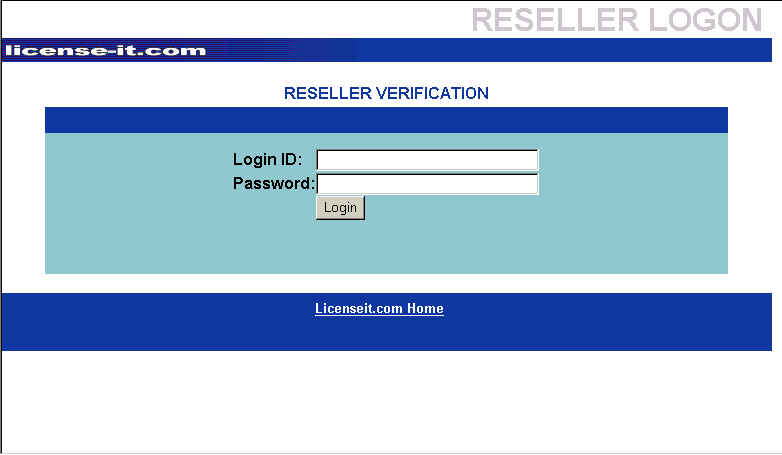 RESELLER LOGON
license-it.com
RESELLER VERIFICATION
Login ID:
Password:
Login
Licenseit.com Home